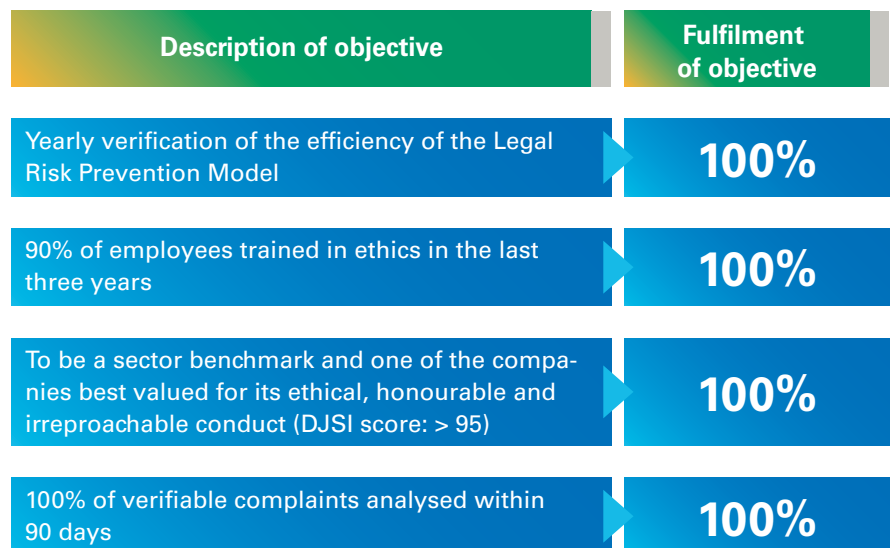 Description of objective
Fulfilment
of objective
Yearly verification of the efficiency of the Legal
Risk Prevention Model
100%
90% of employees trained in ethics in the last
three years
100%
To be a sector benchmark and one of the compa-
nies best valued for its ethical, honourable and
irreproachable conduct (DJSI score: > 95)
100%
100% of verifiable complaints analysed within
90 days
100%